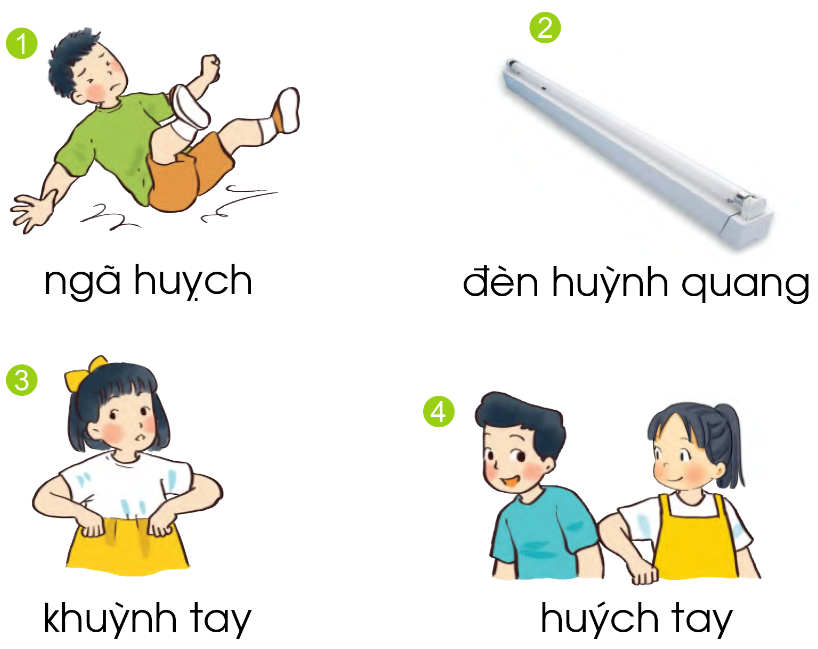 1
ngã huỵch
2
đèn huỳnh quang
3
khuỳnh tay
4
huých tay